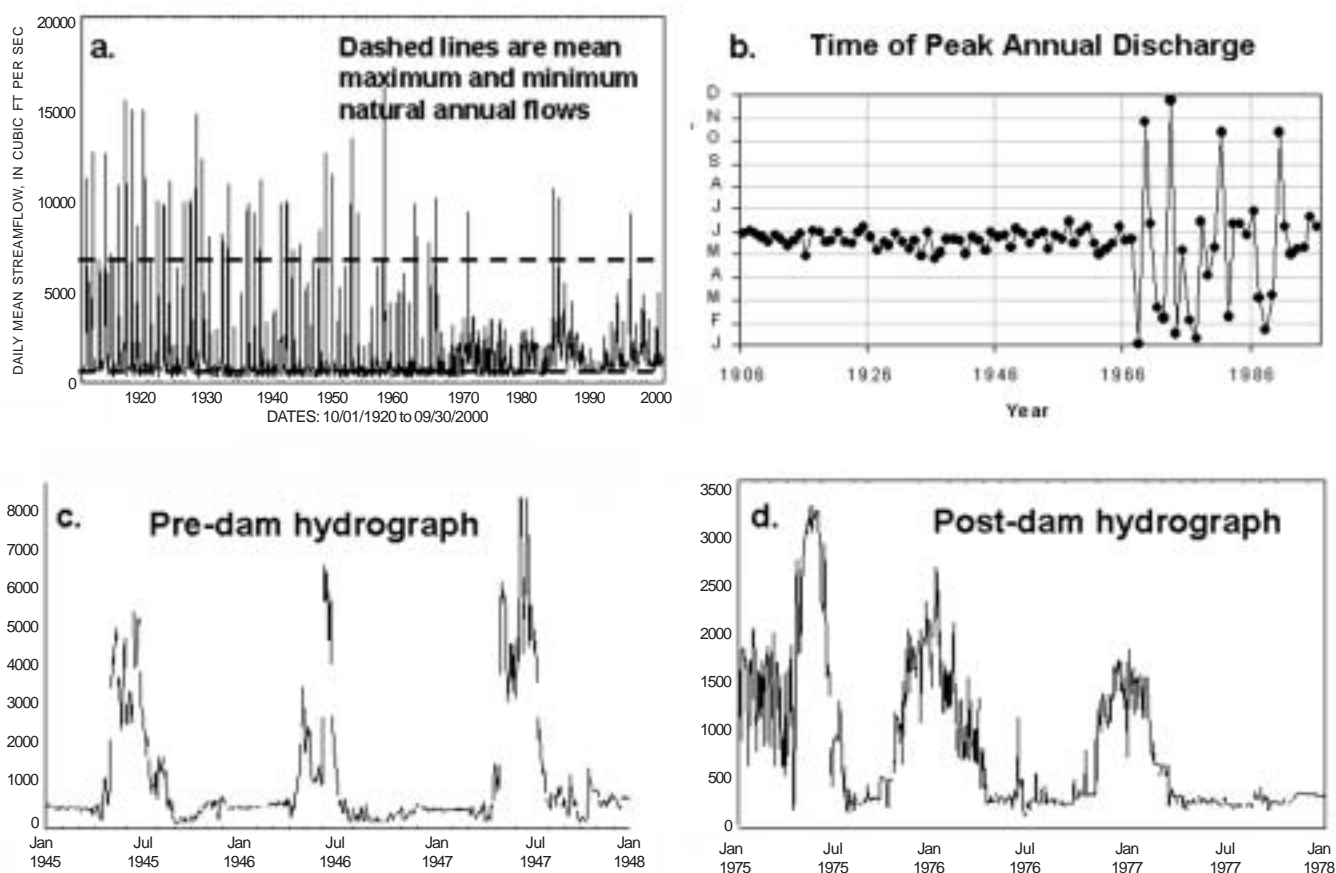 a.
Dashed lines are mean
maximum and minimum
natural annual flows
DAILY MEAN STREAMFLOW, IN CUBIC FT PER SEC
20000
15000
10000
5000
0
1920 1930 1940 1950 1960 1970 1980 1990 2000
DATES: 10/01/1920 to 09/30/2000
b. Time of Peak Annual Discharge
D
N
O
S
A
J
J
M
A
M
F
J
1906 1926 1946 1966 1986
Year
c. Pre-dam hydrograph
8000
7000
6000
5000
4000
3000
2000
1000
0
Jan Jul Jan Jul Jan Jul Jan
1945 1945 1946 1946 1947 1947 1948
d. Post-dam hydrograph
3500
3000
2500
2000
1500
1000
500
0
Jan Jul Jan Jul Jan Jul Jan
1975 1975 1976 1976 1977 1977 1978